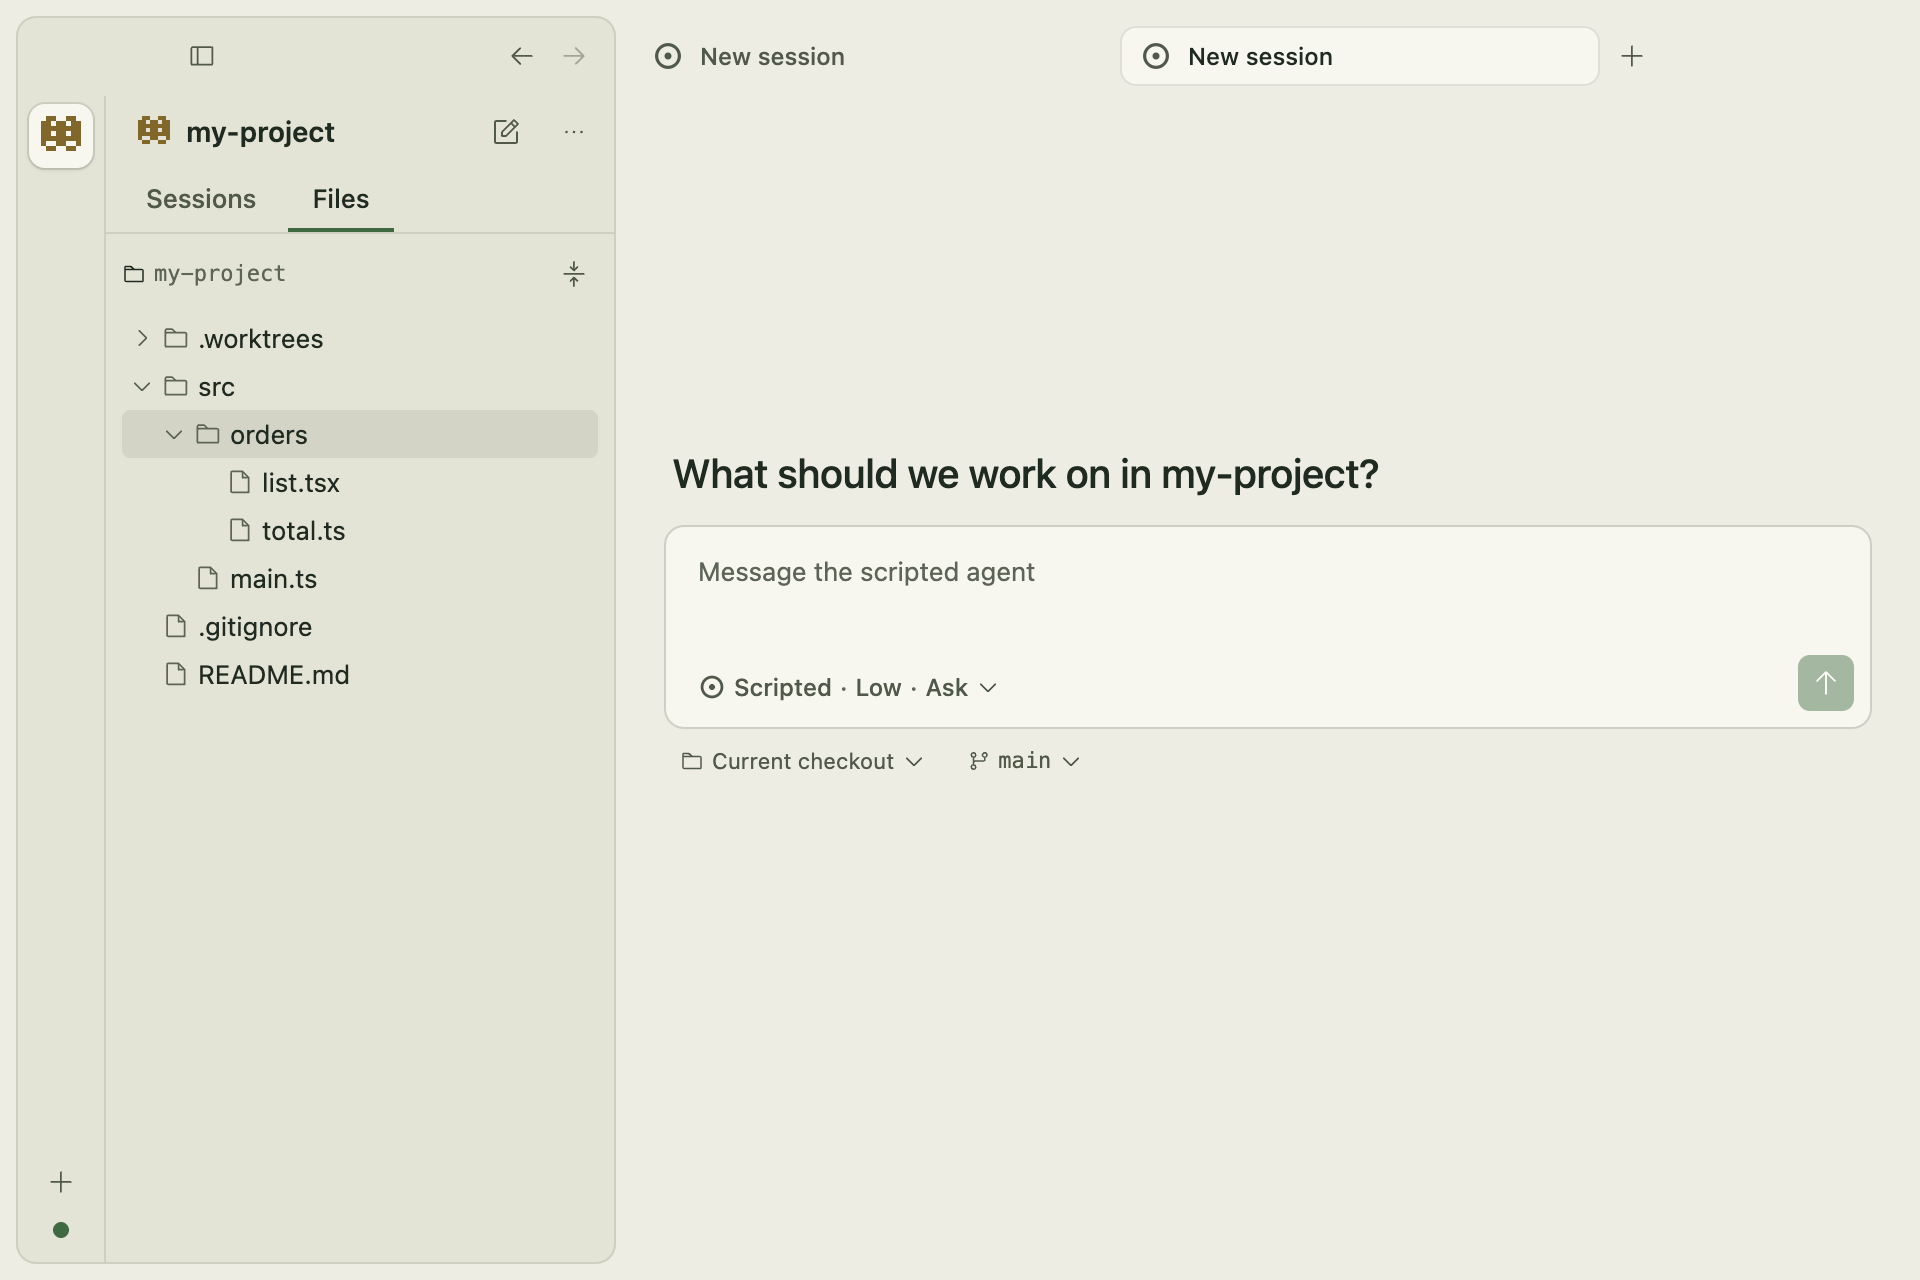 New session
New session
my-project
Sessions
Files
my-project
.worktrees
src
orders
list.tsx
total.ts
main.ts
.gitignore
README.md
What should we work on in my-project?
Message the scripted agent
Scripted · Low · Ask
Current checkout
main